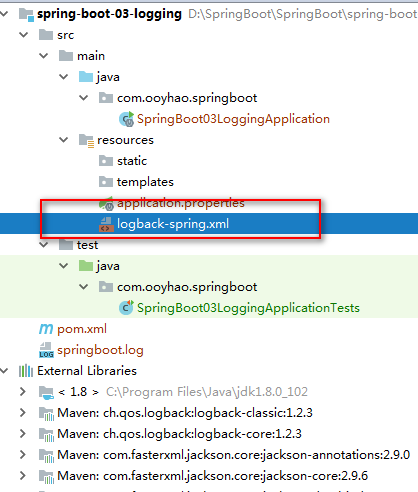 spring-boot-03-logging D:\SpringBoot\SpringBoot\spring-boot
src
main
java
com.ooyhao.springboot
SpringBoot03LoggingApplication
resources
static
templates
application.properties
logback-spring.xml
test
java
com.ooyhao.springboot
SpringBoot03LoggingApplicationTests
pom.xml
springboot.log
External Libraries
< 1.8 > C:\Program Files\Java\jdk1.8.0_102
Maven: ch.qos.logback:logback-classic:1.2.3
Maven: ch.qos.logback:logback-core:1.2.3
Maven: com.fasterxml.jackson.core:jackson-annotations:2.9.0
Maven: com.fasterxml.jackson.core:jackson-core:2.9.6